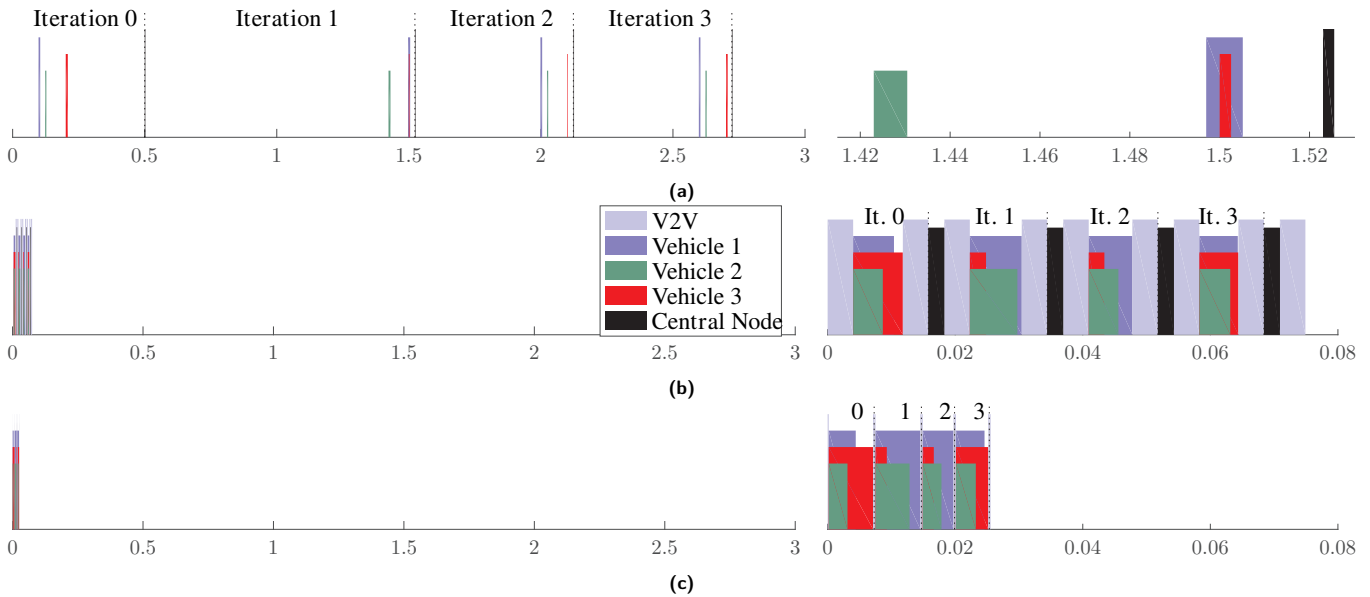 Iteration 0 Iteration 1 Iteration 2 Iteration 3
0 0.5 1 1.5 2 2.5 3
1.42 1.44 1.46 1.48 1.5 1.52
(a)
V2V
Vehicle 1
Vehicle 2
Vehicle 3
Central Node
It. 0 It. 1 It. 2 It. 3
0 0.5 1 1.5 2 2.5 3
0 0.02 0.04 0.06 0.08
(b)
0 1 2 3
0 0.5 1 1.5 2 2.5 3
0 0.02 0.04 0.06 0.08
(c)